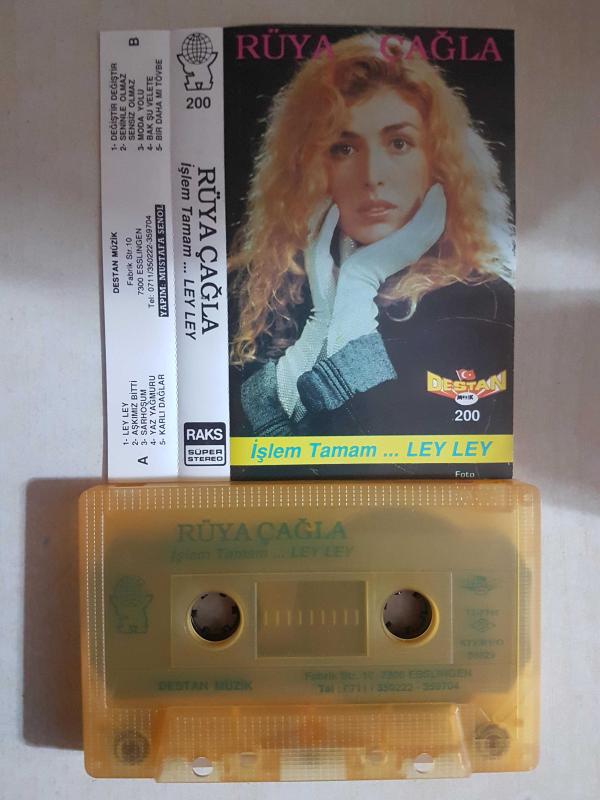 RÜYA ÇAĞLA
DESTAN
MÜZİK
200
İşlem Tamam ... LEY LEY
Foto
200
RÜYA ÇAĞLA
İşlem Tamam ... LEY LEY
RAKS
SÜPER
STEREO
B
1- DEĞİŞTİR DEĞİŞTİR
2- SENİNLE OLMAZ
SENSİZ OLMAZ
3- MODA YOLU
4- BAK ŞU VELETE
5- BİR DAHA MI TÖVBE
DESTAN MÜZİK
Fabrik Str.10
7300 ESSLINGEN
Tel: 0711/350222-359704
YAPIM: MUSTAFA ŞENOL
A
1- LEY LEY
2- AŞKIMIZ BİTTİ
3- SARHOŞUM
4- YAZ YAĞMURU
5- KARLI DAĞLAR
RÜYA ÇAĞLA
İşlem Tamam ... LEY LEY
STEREO
DESTAN MÜZİK
Fabrik Str. 10 7300 ESSLINGEN
Tel: 0711/350222-359704